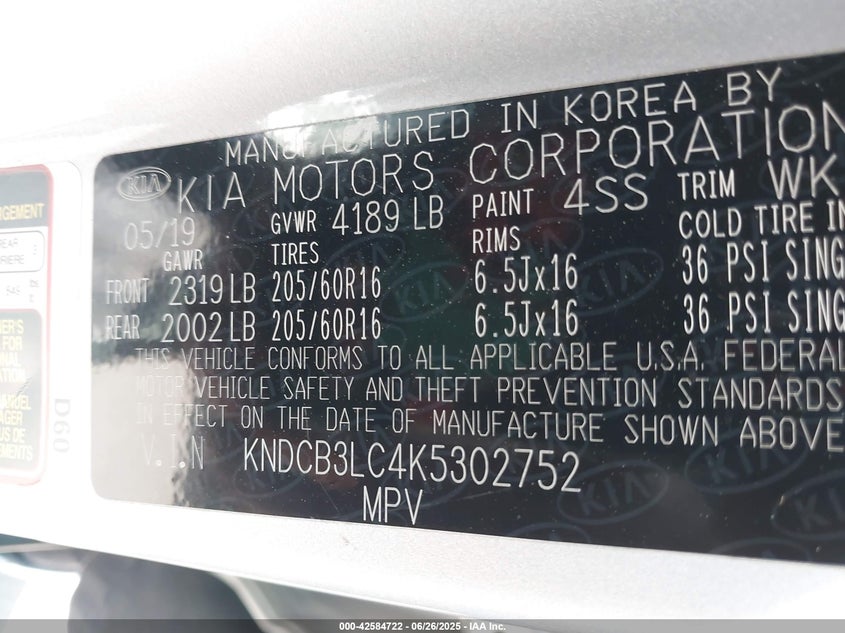 MANUFACTURED IN KOREA BY
KIA KIA MOTORS CORPORATION
05/19 GVWR 4189 LB PAINT 4SS TRIM WK
GAWR TIRES RIMS COLD TIRE IN
FRONT 2319 LB 205/60R16 6.5Jx16 36 PSI SING
REAR 2002 LB 205/60R16 6.5Jx16 36 PSI SING
THIS VEHICLE CONFORMS TO ALL APPLICABLE U.S.A. FEDERAL
MOTOR VEHICLE SAFETY AND THEFT PREVENTION STANDARDS
IN EFFECT ON THE DATE OF MANUFACTURE SHOWN ABOVE
V.I.N KNDCB3LC4K5302752
MPV
D60
000-42584722 - 06/26/2025 - IAA Inc.